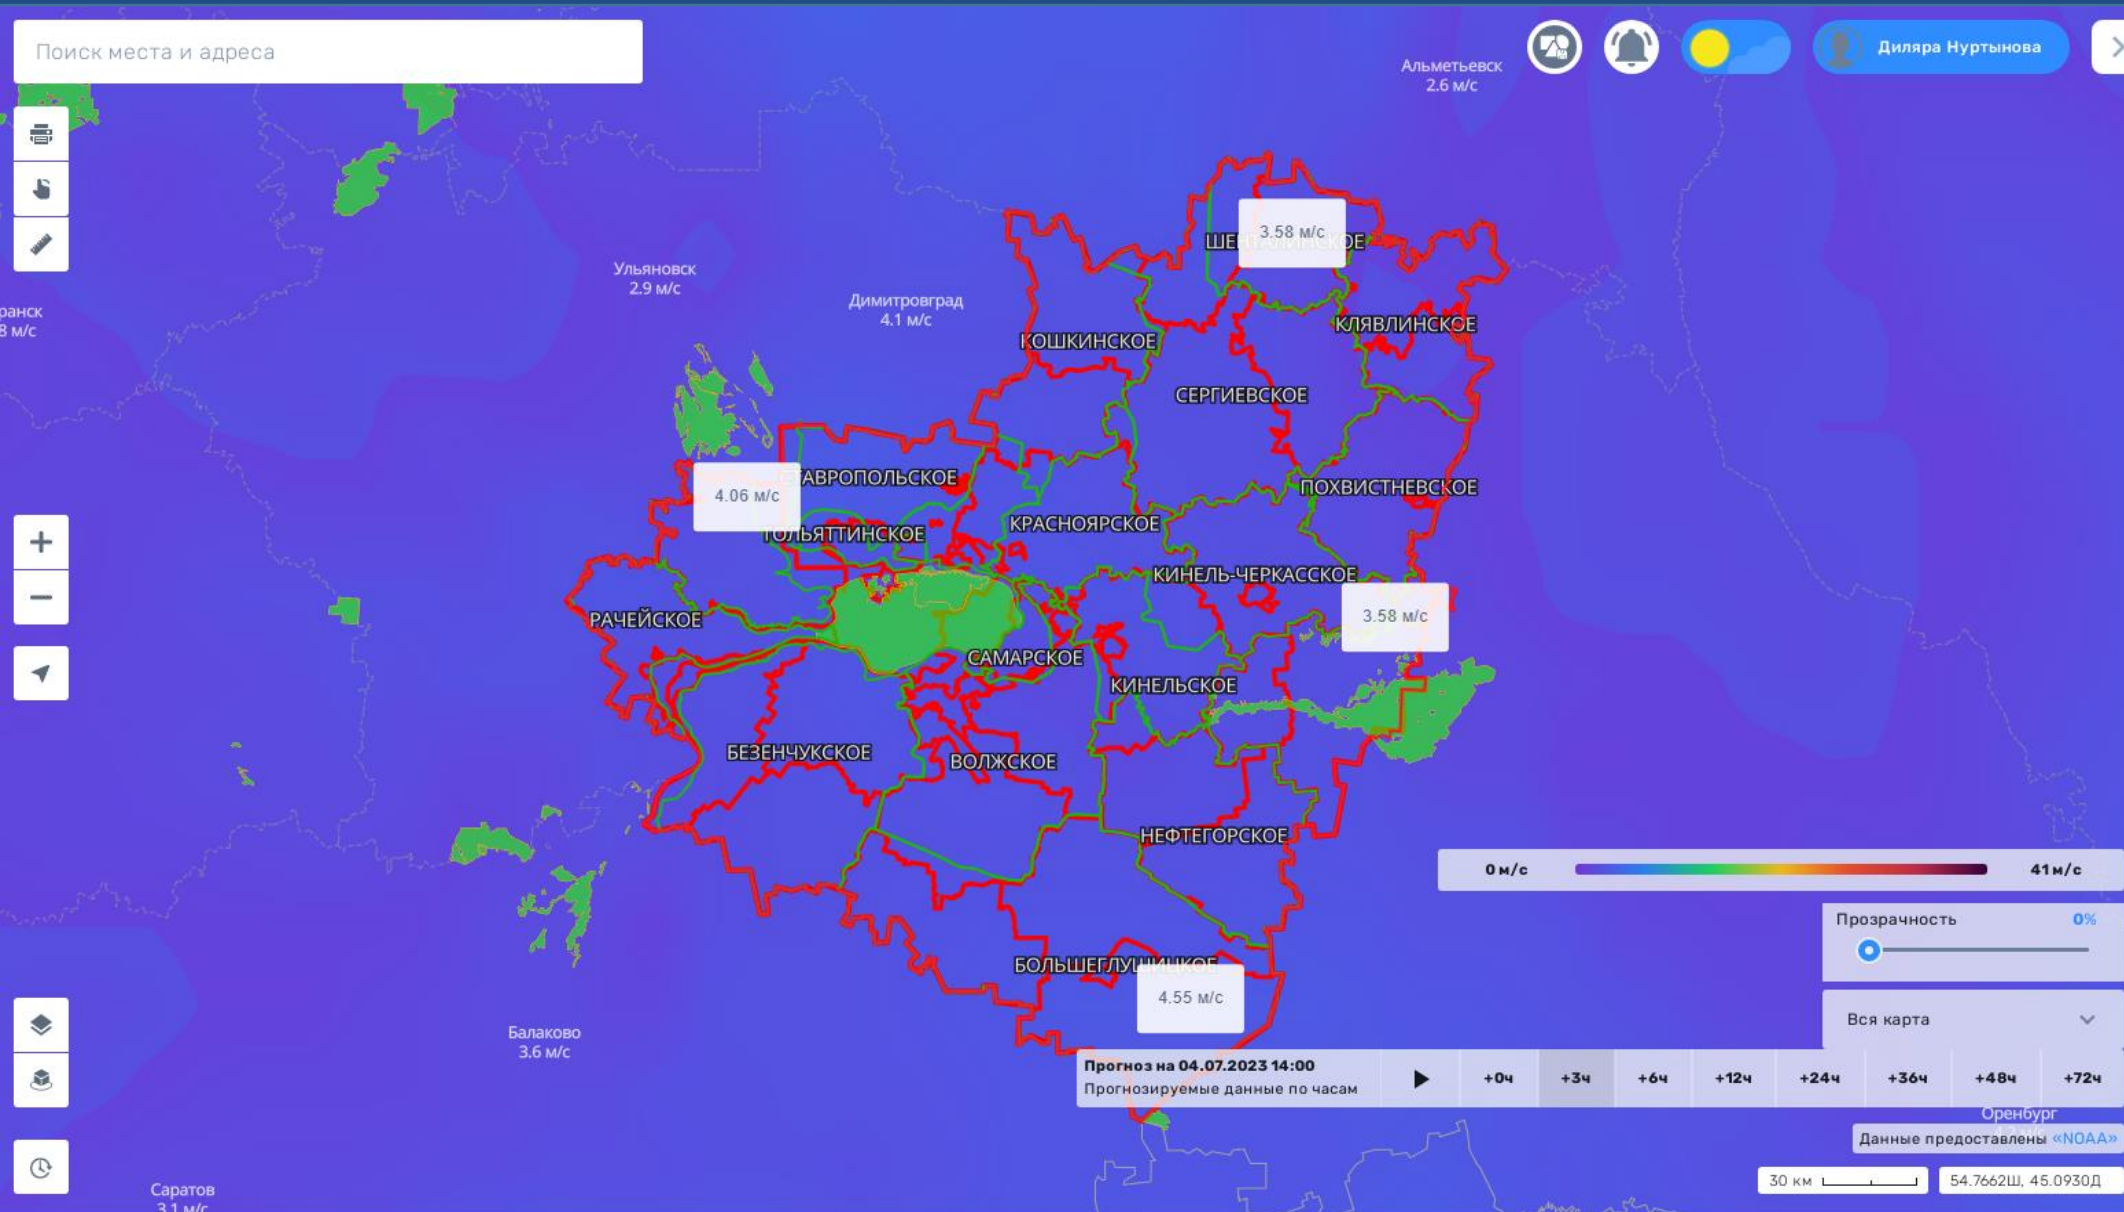 Поиск места и адреса
Альметьевск
2.6 м/с
Диляра Нуртынова
3.58 м/с
Ульяновск
2.9 м/с
Димитровград
4.1 м/с
ранск
8 м/с
КОШКИНСКОЕ
КЛЯВЛИНСКОЕ
СЕРГИЕВСКОЕ
4.06 м/с
ТАВРОПОЛЬСКОЕ
ПОХВИСТНЕВСКОЕ
ТОЛЬЯТТИНСКОЕ
КРАСНОЯРСКОЕ
КИНЕЛЬ-ЧЕРКАССКОЕ
РАЧЕЙСКОЕ
3.58 м/с
САМАРСКОЕ
КИНЕЛЬСКОЕ
БЕЗЕНЧУКСКОЕ
ВОЛЖСКОЕ
НЕФТЕГОРСКОЕ
0 м/с
41 м/с
Прозрачность 0%
БОЛЬШЕГЛУШИЦКОЕ
4.55 м/с
Вся карта
Балаково
3.6 м/с
Прогноз на 04.07.2023 14:00
Прогнозируемые данные по часам
+0ч +3ч +6ч +12ч +24ч +36ч +48ч +72ч
Оренбург
Данные предоставлены «NOAA»
30 км
54.7662Ш, 45.0930Д
Саратов
3.1 м/с